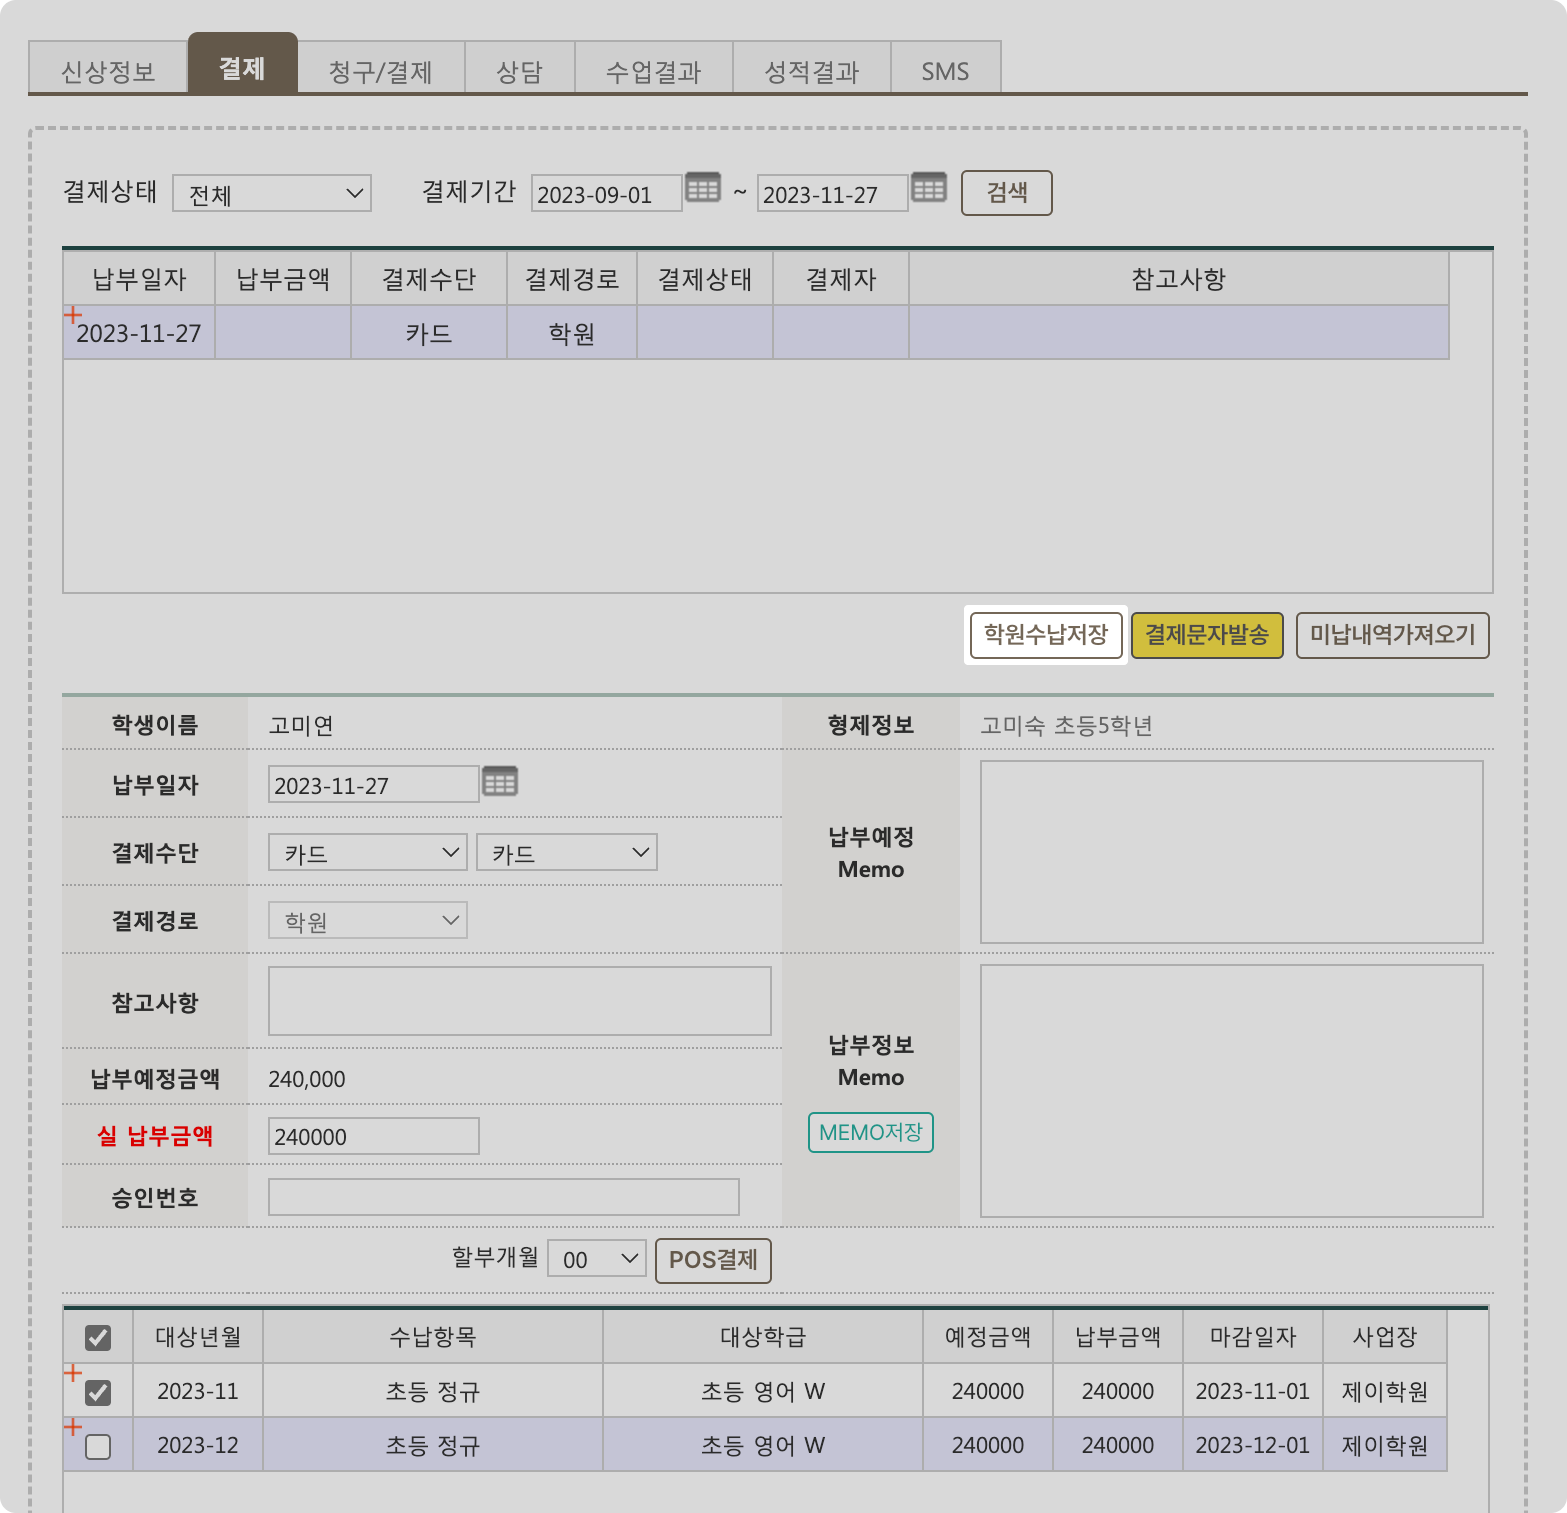 신상정보 결제 청구/결제 상담 수업결과 성적결과 SMS
결제상태 전체 결제기간 2023-09-01 ~ 2023-11-27 검색
납부일자 납부금액 결제수단 결제경로 결제상태 결제자 참고사항
2023-11-27 카드 학원
학원수납저장 결제문자발송 미납내역가져오기
학생이름 고미연 형제정보 고미숙 초등5학년
납부일자 2023-11-27
결제수단 카드 카드
납부예정
Memo
결제경로 학원
참고사항
납부정보
Memo
납부예정금액 240,000
실 납부금액 240000 MEMO저장
승인번호
할부개월 00 POS결제
대상년월 수납항목 대상학급 예정금액 납부금액 마감일자 사업장
2023-11 초등 정규 초등 영어 W 240000 240000 2023-11-01 제이학원
2023-12 초등 정규 초등 영어 W 240000 240000 2023-12-01 제이학원